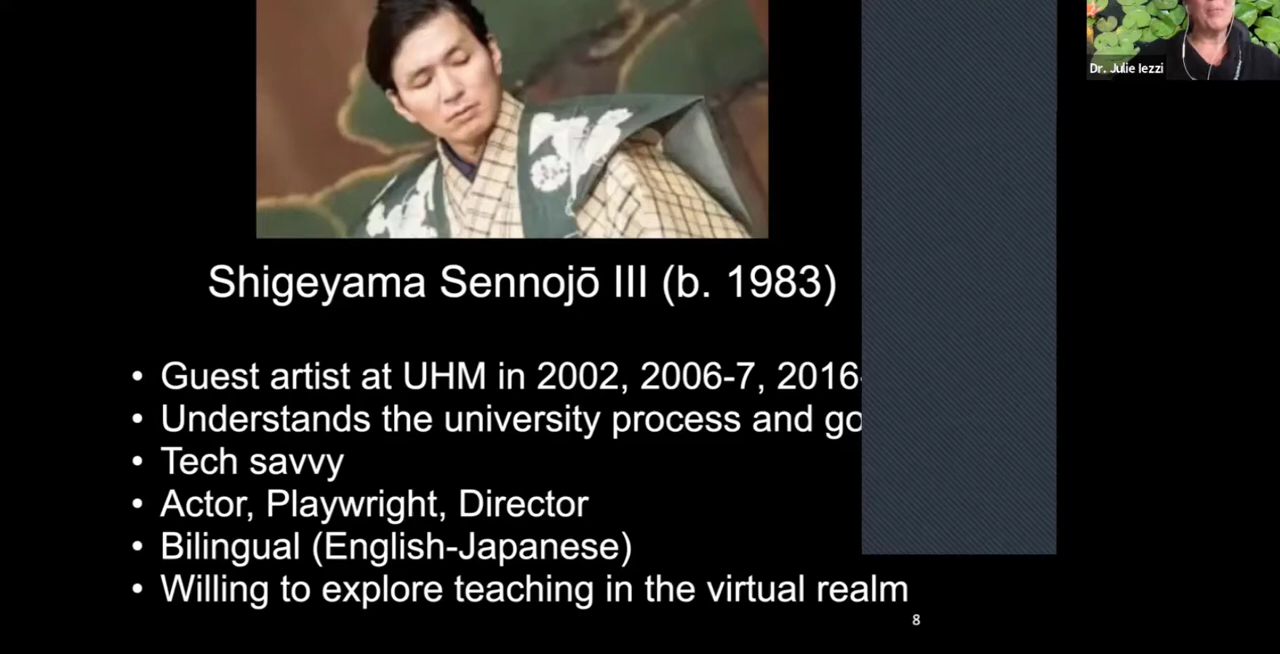 Dr. Julie Iezzi
Shigeyama Sennojō III (b. 1983)
• Guest artist at UHM in 2002, 2006-7, 2016-
• Understands the university process and go
• Tech savvy
• Actor, Playwright, Director
• Bilingual (English-Japanese)
• Willing to explore teaching in the virtual realm
8